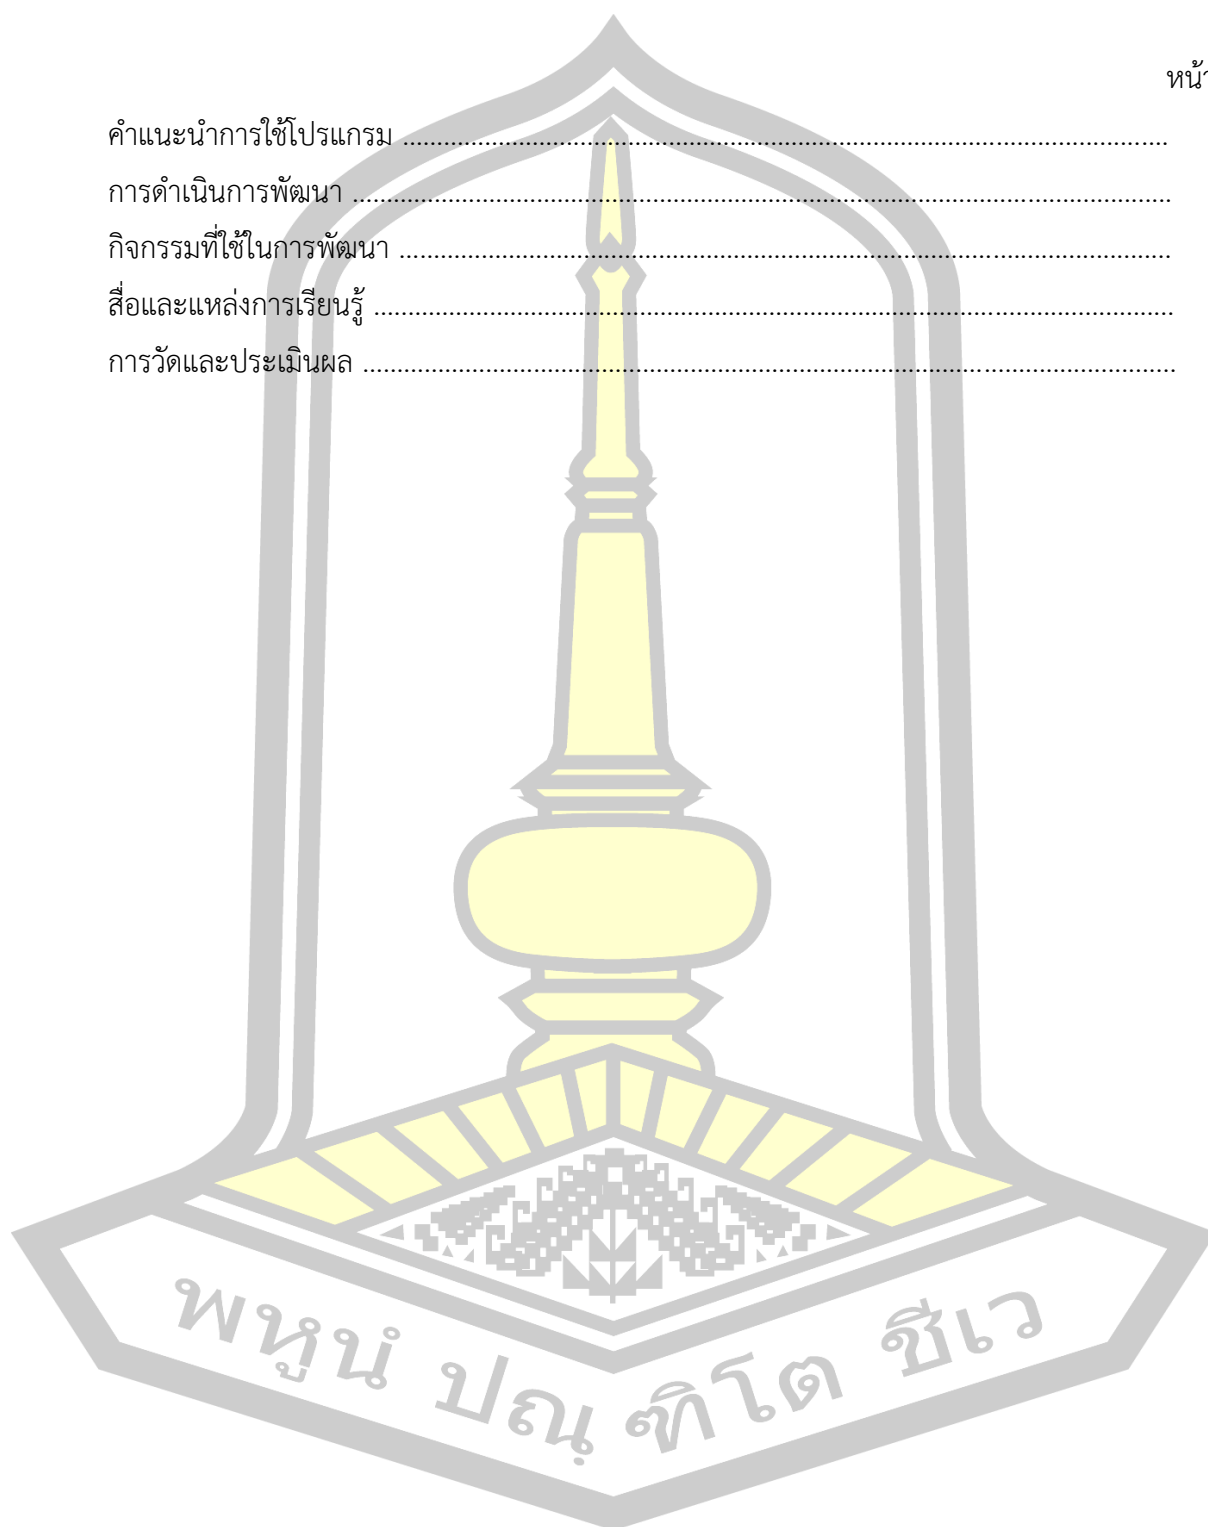 หน้า
คำแนะนำการใช้โปรแกรม ........................................................................................................
การดำเนินการพัฒนา ................................................................................................................
กิจกรรมที่ใช้ในการพัฒนา .........................................................................................................
สื่อและแหล่งการเรียนรู้ .............................................................................................................
การวัดและประเมินผล ...............................................................................................................
พหูนํ ปณฺฑิโต ชีเว